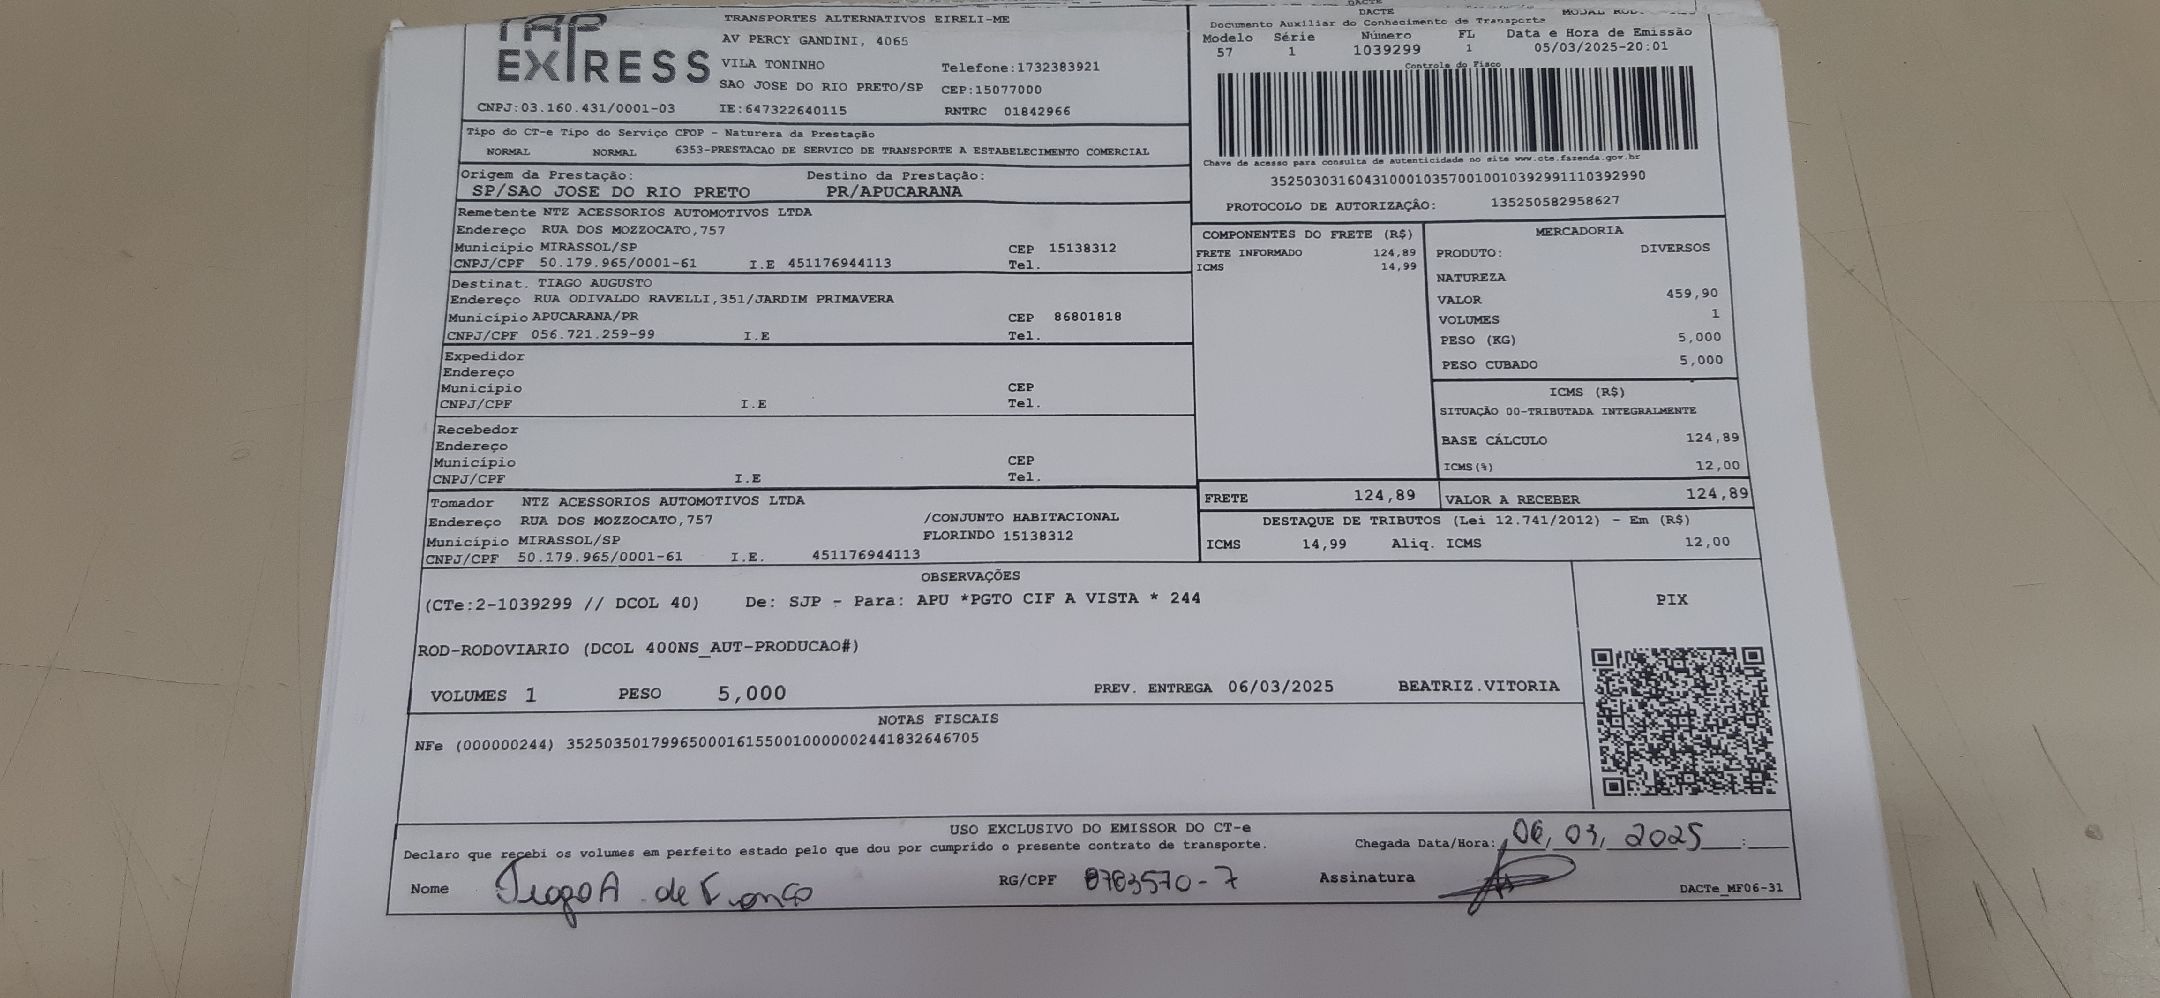 EXPRESS
TRANSPORTES ALTERNATIVOS EIRELI-ME
AV PERCY GANDINI, 4065
VILA TONINHO Telefone:1732383921
SAO JOSE DO RIO PRETO/SP CEP:15077000
CNPJ:03.160.431/0001-03 IE:647322640115 RNTRC 01842966
DACTE
DACTE
Documento Auxiliar do Conhecimento de Transporte
Modelo Série Número FL Data e Hora de Emissão
57 1 1039299 1 05/03/2025-20:01
Controle do Fisco
Chave de acesso para consulta de autenticidade no site www.cte.fazenda.gov.br
35250303160431000103570010010392991110392990
PROTOCOLO DE AUTORIZAÇÃO: 135250582958627
Tipo do CT-e Tipo do Serviço CFOP - Naturera da Prestação
NORMAL NORMAL 6353-PRESTACAO DE SERVICO DE TRANSPORTE A ESTABELECIMENTO COMERCIAL
Origem da Prestação: Destino da Prestação:
SP/SAO JOSE DO RIO PRETO PR/APUCARANA
Remetente NTZ ACESSORIOS AUTOMOTIVOS LTDA
Endereço RUA DOS MOZZOCATO,757
Município MIRASSOL/SP CEP 15138312
CNPJ/CPF 50.179.965/0001-61 I.E 451176944113 Tel.
Destinat. TIAGO AUGUSTO
Endereço RUA ODIVALDO RAVELLI,351/JARDIM PRIMAVERA
Município APUCARANA/PR CEP 86801818
CNPJ/CPF 056.721.259-99 I.E Tel.
Expedidor
Endereço
Município CEP
CNPJ/CPF I.E Tel.
Recebedor
Endereço
Município CEP
CNPJ/CPF I.E Tel.
Tomador NTZ ACESSORIOS AUTOMOTIVOS LTDA
Endereço RUA DOS MOZZOCATO,757 /CONJUNTO HABITACIONAL
Município MIRASSOL/SP FLORINDO 15138312
CNPJ/CPF 50.179.965/0001-61 I.E. 451176944113
COMPONENTES DO FRETE (R$)
FRETE INFORMADO 124,89
ICMS 14,99
MERCADORIA
PRODUTO: DIVERSOS
NATUREZA
VALOR 459,90
VOLUMES 1
PESO (KG) 5,000
PESO CUBADO 5,000
ICMS (R$)
SITUAÇÃO 00-TRIBUTADA INTEGRALMENTE
BASE CÁLCULO 124,89
ICMS(%) 12,00
FRETE 124,89 VALOR A RECEBER 124,89
DESTAQUE DE TRIBUTOS (Lei 12.741/2012) - Em (R$)
ICMS 14,99 Aliq. ICMS 12,00
OBSERVAÇÕES
(CTe:2-1039299 // DCOL 40) De: SJP - Para: APU *PGTO CIF A VISTA * 244
ROD-RODOVIARIO (DCOL 400NS_AUT-PRODUCAO#)
VOLUMES 1 PESO 5,000 PREV. ENTREGA 06/03/2025 BEATRIZ.VITORIA
PIX
NOTAS FISCAIS
NFe (000000244) 35250350179965000161550010000002441832646705
USO EXCLUSIVO DO EMISSOR DO CT-e
Declaro que recebi os volumes em perfeito estado pelo que dou por cumprido o presente contrato de transporte.
Chegada Data/Hora: 06, 03, 2025 :
Nome Tiago A. de Franco RG/CPF 8763570-7 Assinatura
DACTe_MF06-31